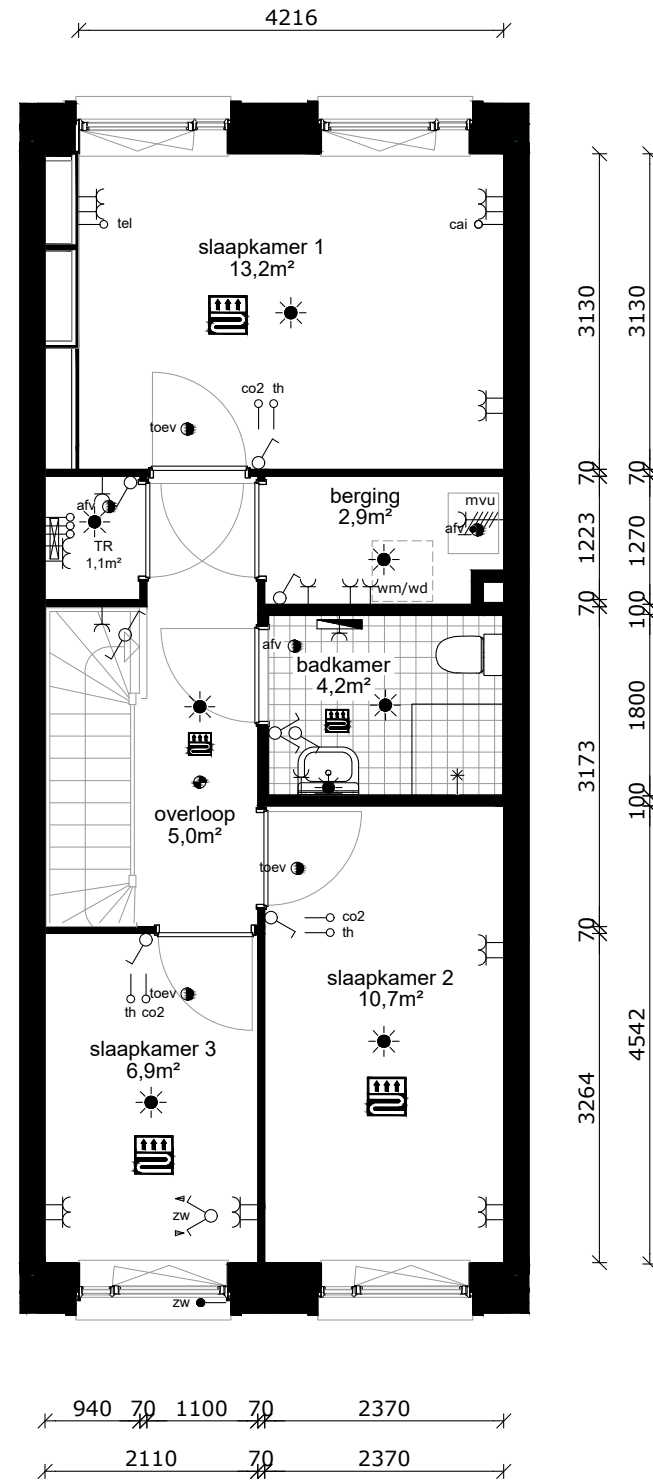 4216
tel
cai
slaapkamer 1
13,2m²
co2 th
toev
3130
3130
afv
TR
1,1m²
berging
2,9m²
mvu
afv
wm/wd
70
70
1223
1270
70
100
afv
badkamer
4,2m²
1800
3173
100
overloop
5,0m²
toev
co2
th
70
slaapkamer 2
10,7m²
th co2
toev
slaapkamer 3
6,9m²
4542
3264
zw
zw
940 70 1100 70 2370
2110 70 2370